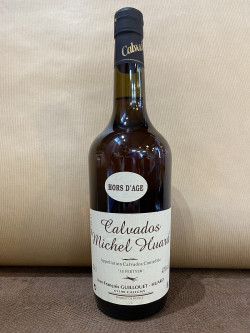 Calvados
HORS D'AGE
Calvados
Michel Huard
Appellation Calvados Contrôlée
Jean-François GUILLOUET-HUARD